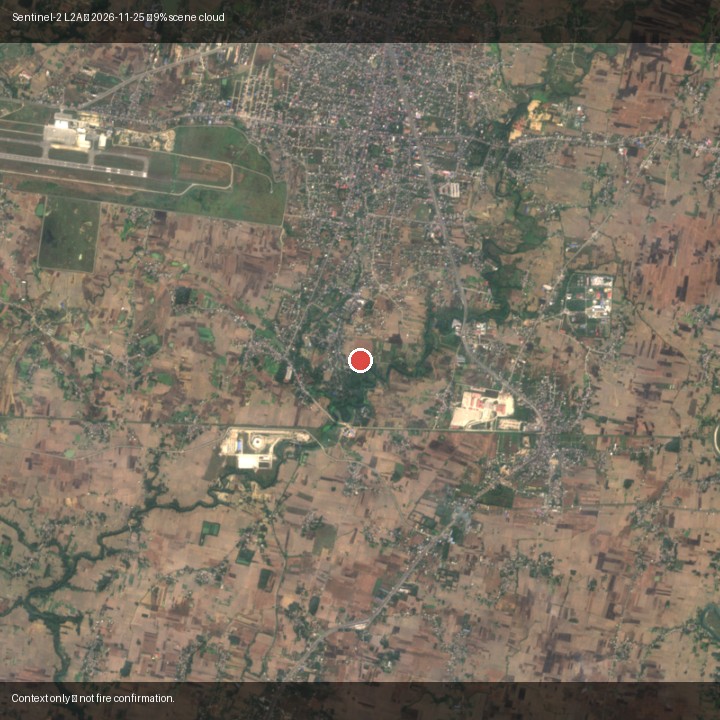 Sentinel-2 L2A▯2026-11-25▯9% scene cloud
Context only▯not fire confirmation.